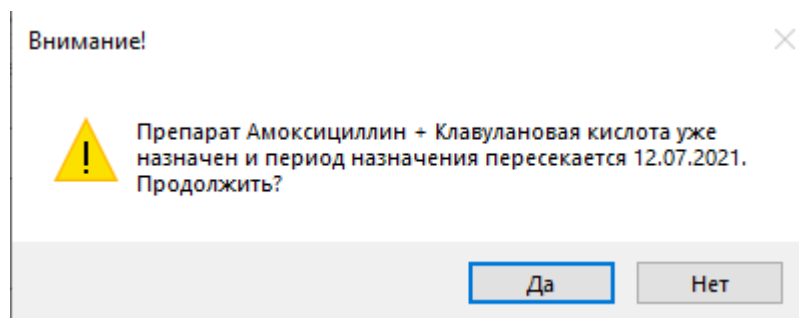 Внимание!
Препарат Амоксициллин + Клавулановая кислота уже
назначен и период назначения пересекается 12.07.2021.
Продолжить?
Да
Нет